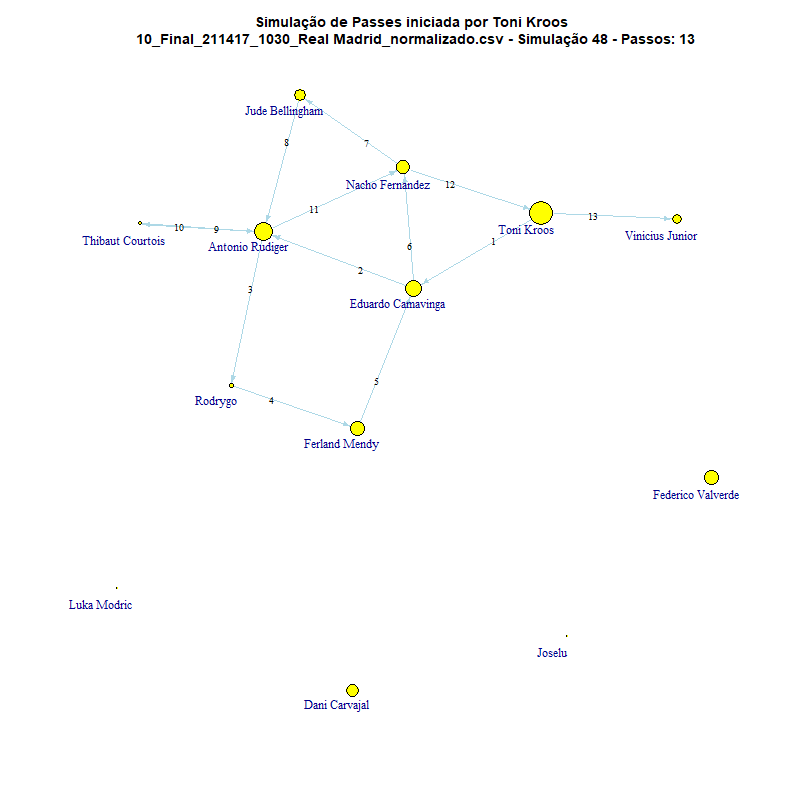 Simulação de Passes iniciada por Toni Kroos
10_Final_211417_1030_Real Madrid_normalizado.csv - Simulação 48 - Passos: 13
Jude Bellingham
7
8
Nacho Fernández
12
11
13
Thibaut Courtois
10
9
Antonio Rüdiger
Toni Kroos
Vinicius Junior
1
6
2
3
Eduardo Camavinga
5
Rodrygo
4
Ferland Mendy
Federico Valverde
Luka Modric
Joselu
Dani Carvajal